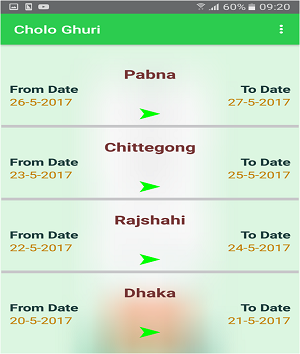 60% 09:20
Cholo Ghuri
Pabna
From Date To Date
26-5-2017 27-5-2017
Chittegong
From Date To Date
23-5-2017 25-5-2017
Rajshahi
From Date To Date
22-5-2017 24-5-2017
Dhaka
From Date To Date
20-5-2017 21-5-2017